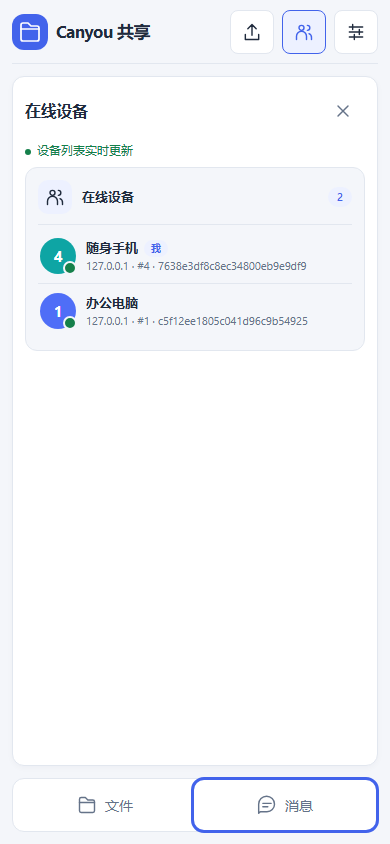 Canyou 共享
在线设备
设备列表实时更新
在线设备
2
4
随身手机 我
127.0.0.1 · #4 · 7638e3df8c8ec34800eb9e9df9
1
办公电脑
127.0.0.1 · #1 · c5f12ee1805c041d96c9b54925
文件
消息